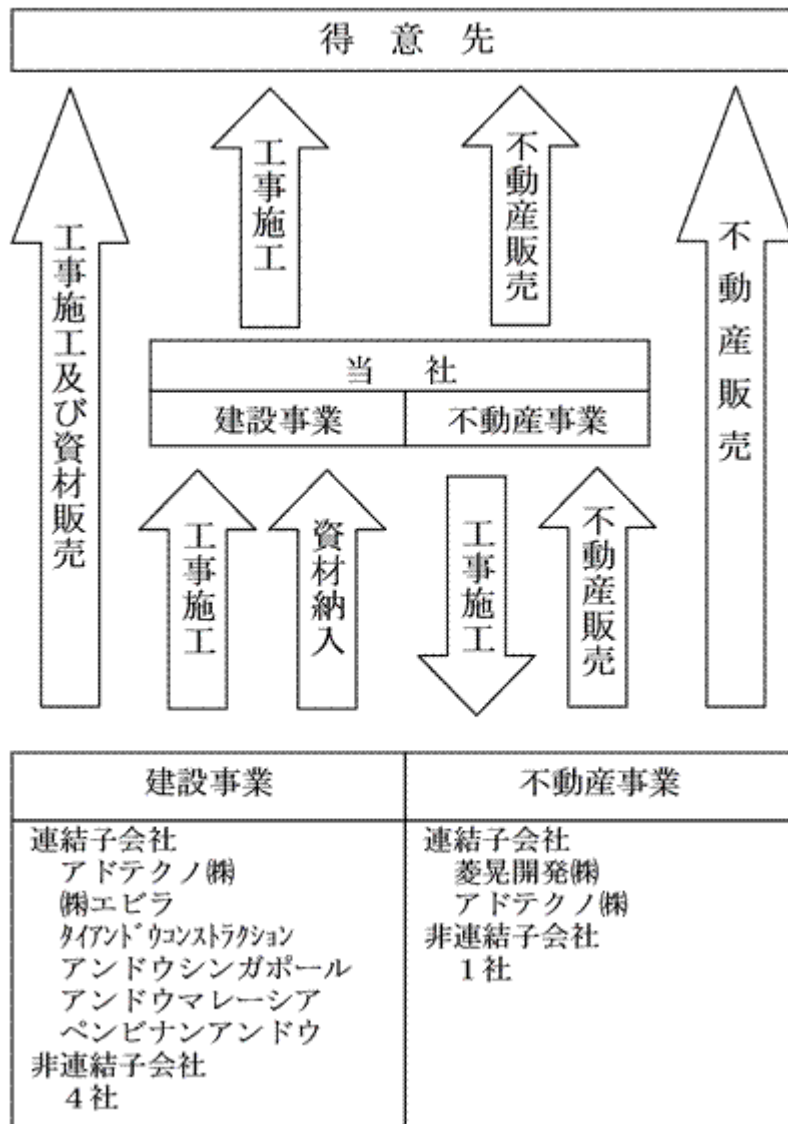 得意先
工事施工及び資材販売
工事施工
不動産販売
不動産販売
当社
建設事業
不動産事業
工事施工
資材納入
工事施工
不動産販売
建設事業
不動産事業
連結子会社
アドテクノ㈱
㈱エビラ
ﾀｲｱﾝﾄﾞｳｺﾝｽﾄﾗｸｼｮﾝ
アンドウシンガポール
アンドウマレーシア
ペンビナンアンドウ
非連結子会社
4社
連結子会社
菱晃開発㈱
アドテクノ㈱
非連結子会社
1社